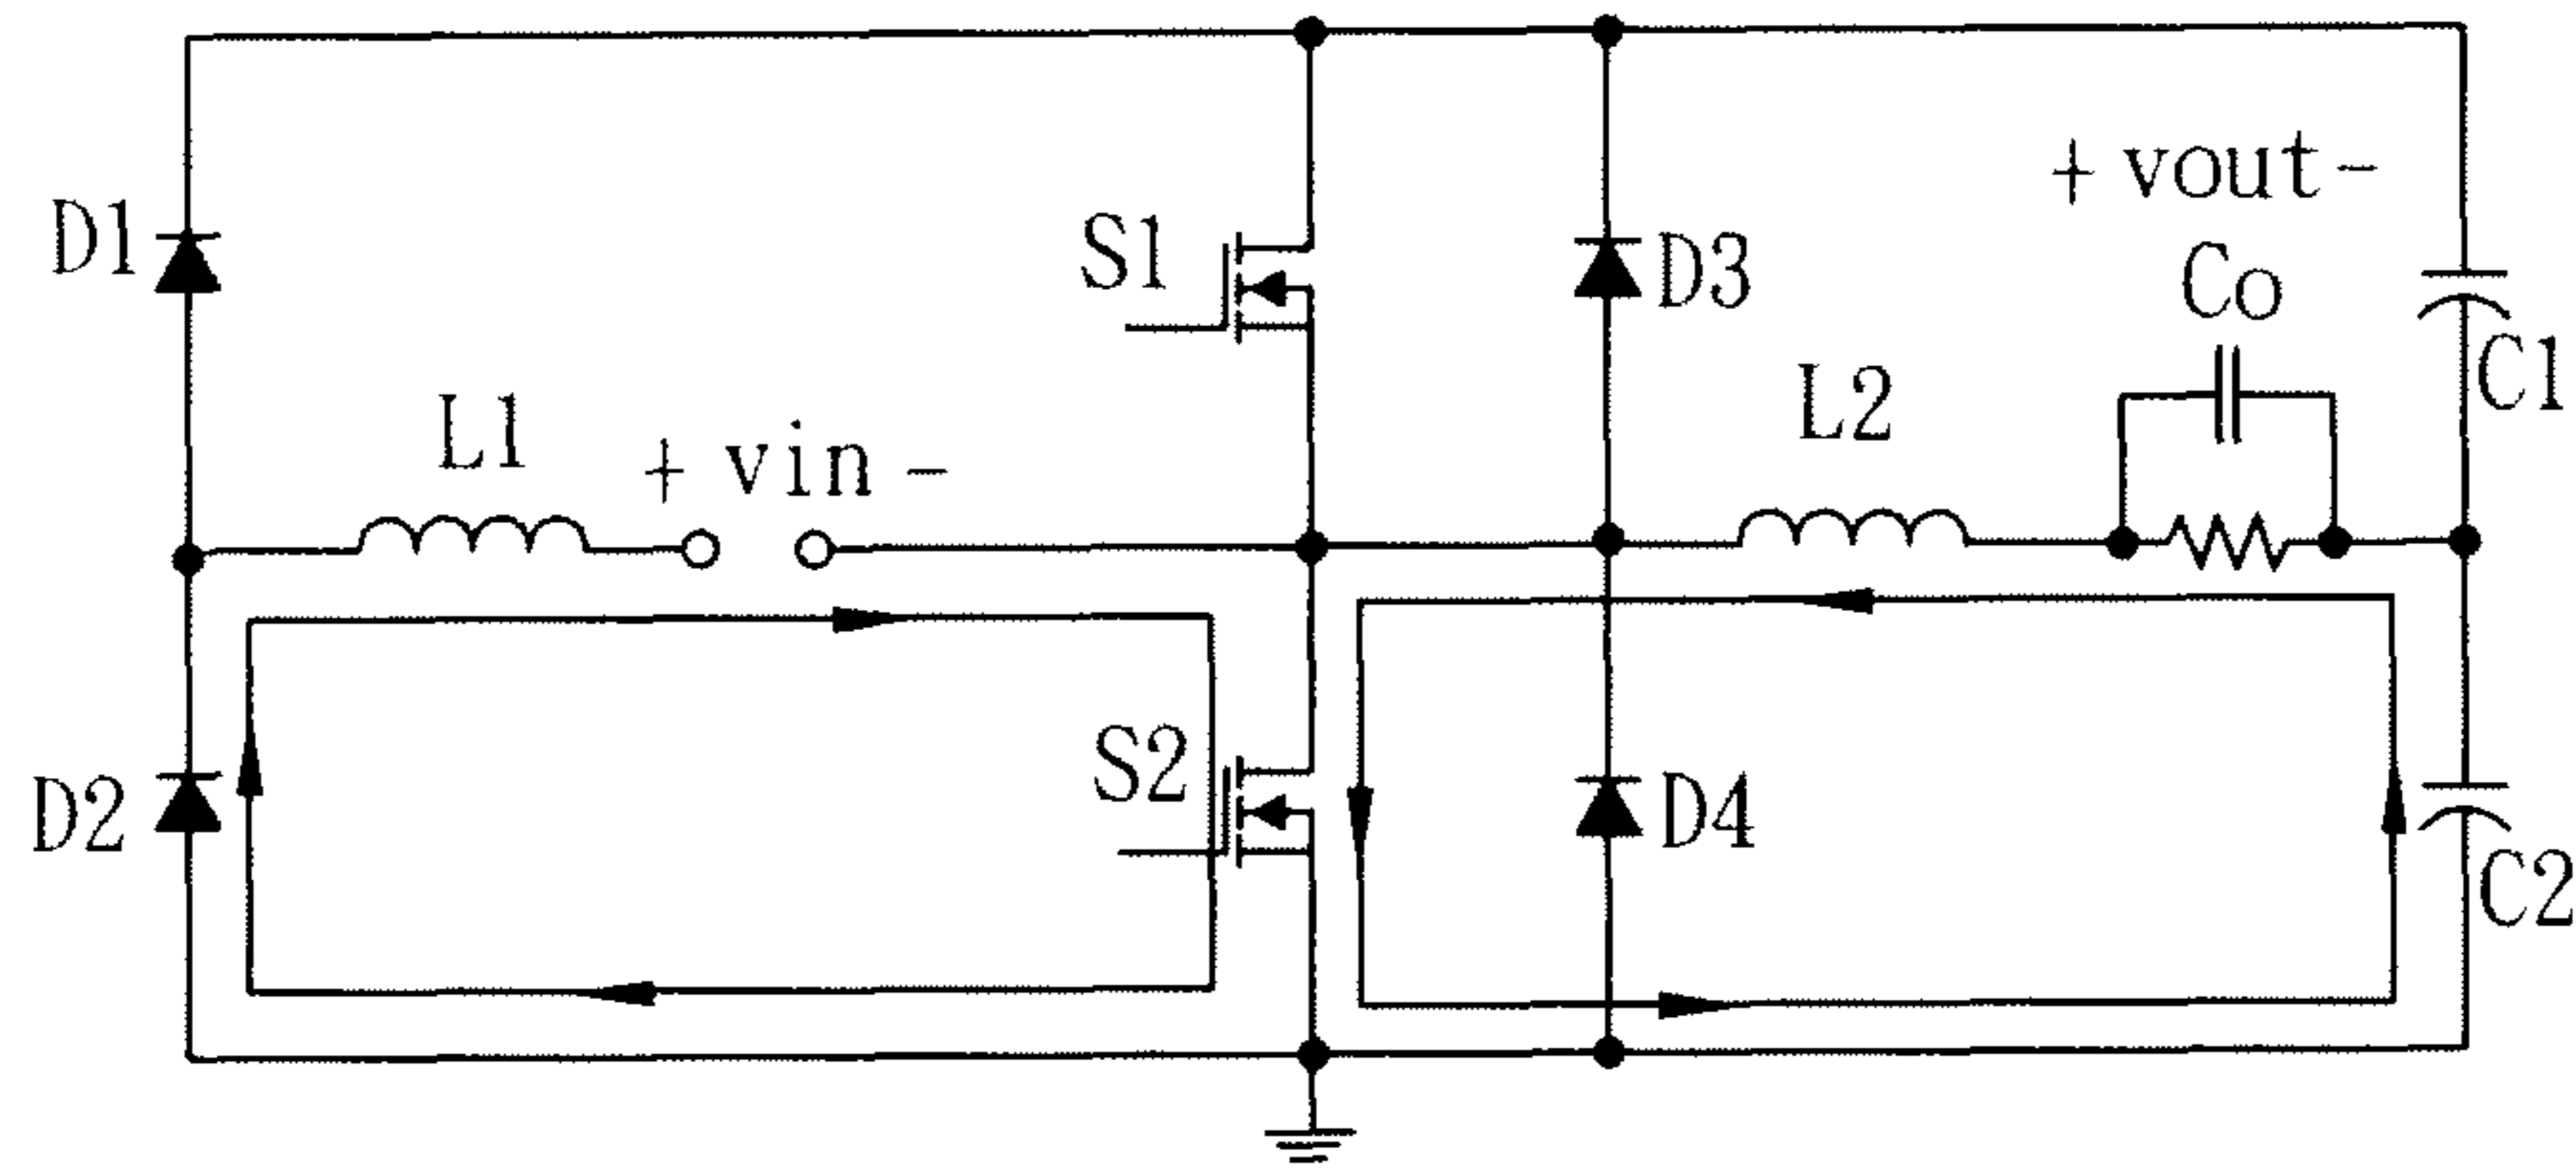 + vout -
D1
S1
D3
Co
C1
L1
+ vin -
L2
D2
S2
D4
C2